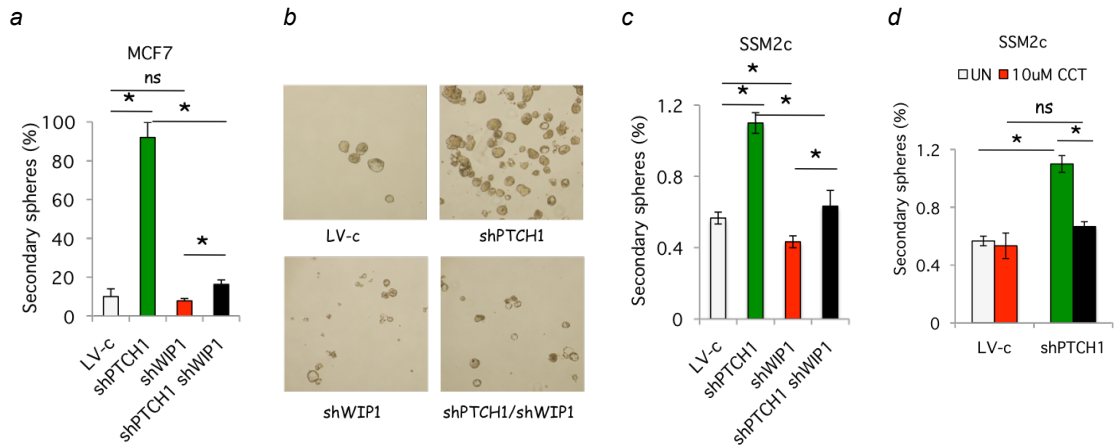 a
MCF7
ns
*
*
*
Secondary spheres (%)
100
80
60
40
20
0
LV-c
shPTCH1
shWIP1
shPTCH1 shWIP1
b
LV-c
shPTCH1
shWIP1
shPTCH1/shWIP1
c
SSM2c
*
*
*
*
Secondary spheres (%)
1.2
0.8
0.4
0
LV-c
shPTCH1
shWIP1
shPTCH1 shWIP1
d
SSM2c
UN 10uM CCT
ns
*
*
Secondary spheres (%)
1.2
0.8
0.4
0
LV-c
shPTCH1